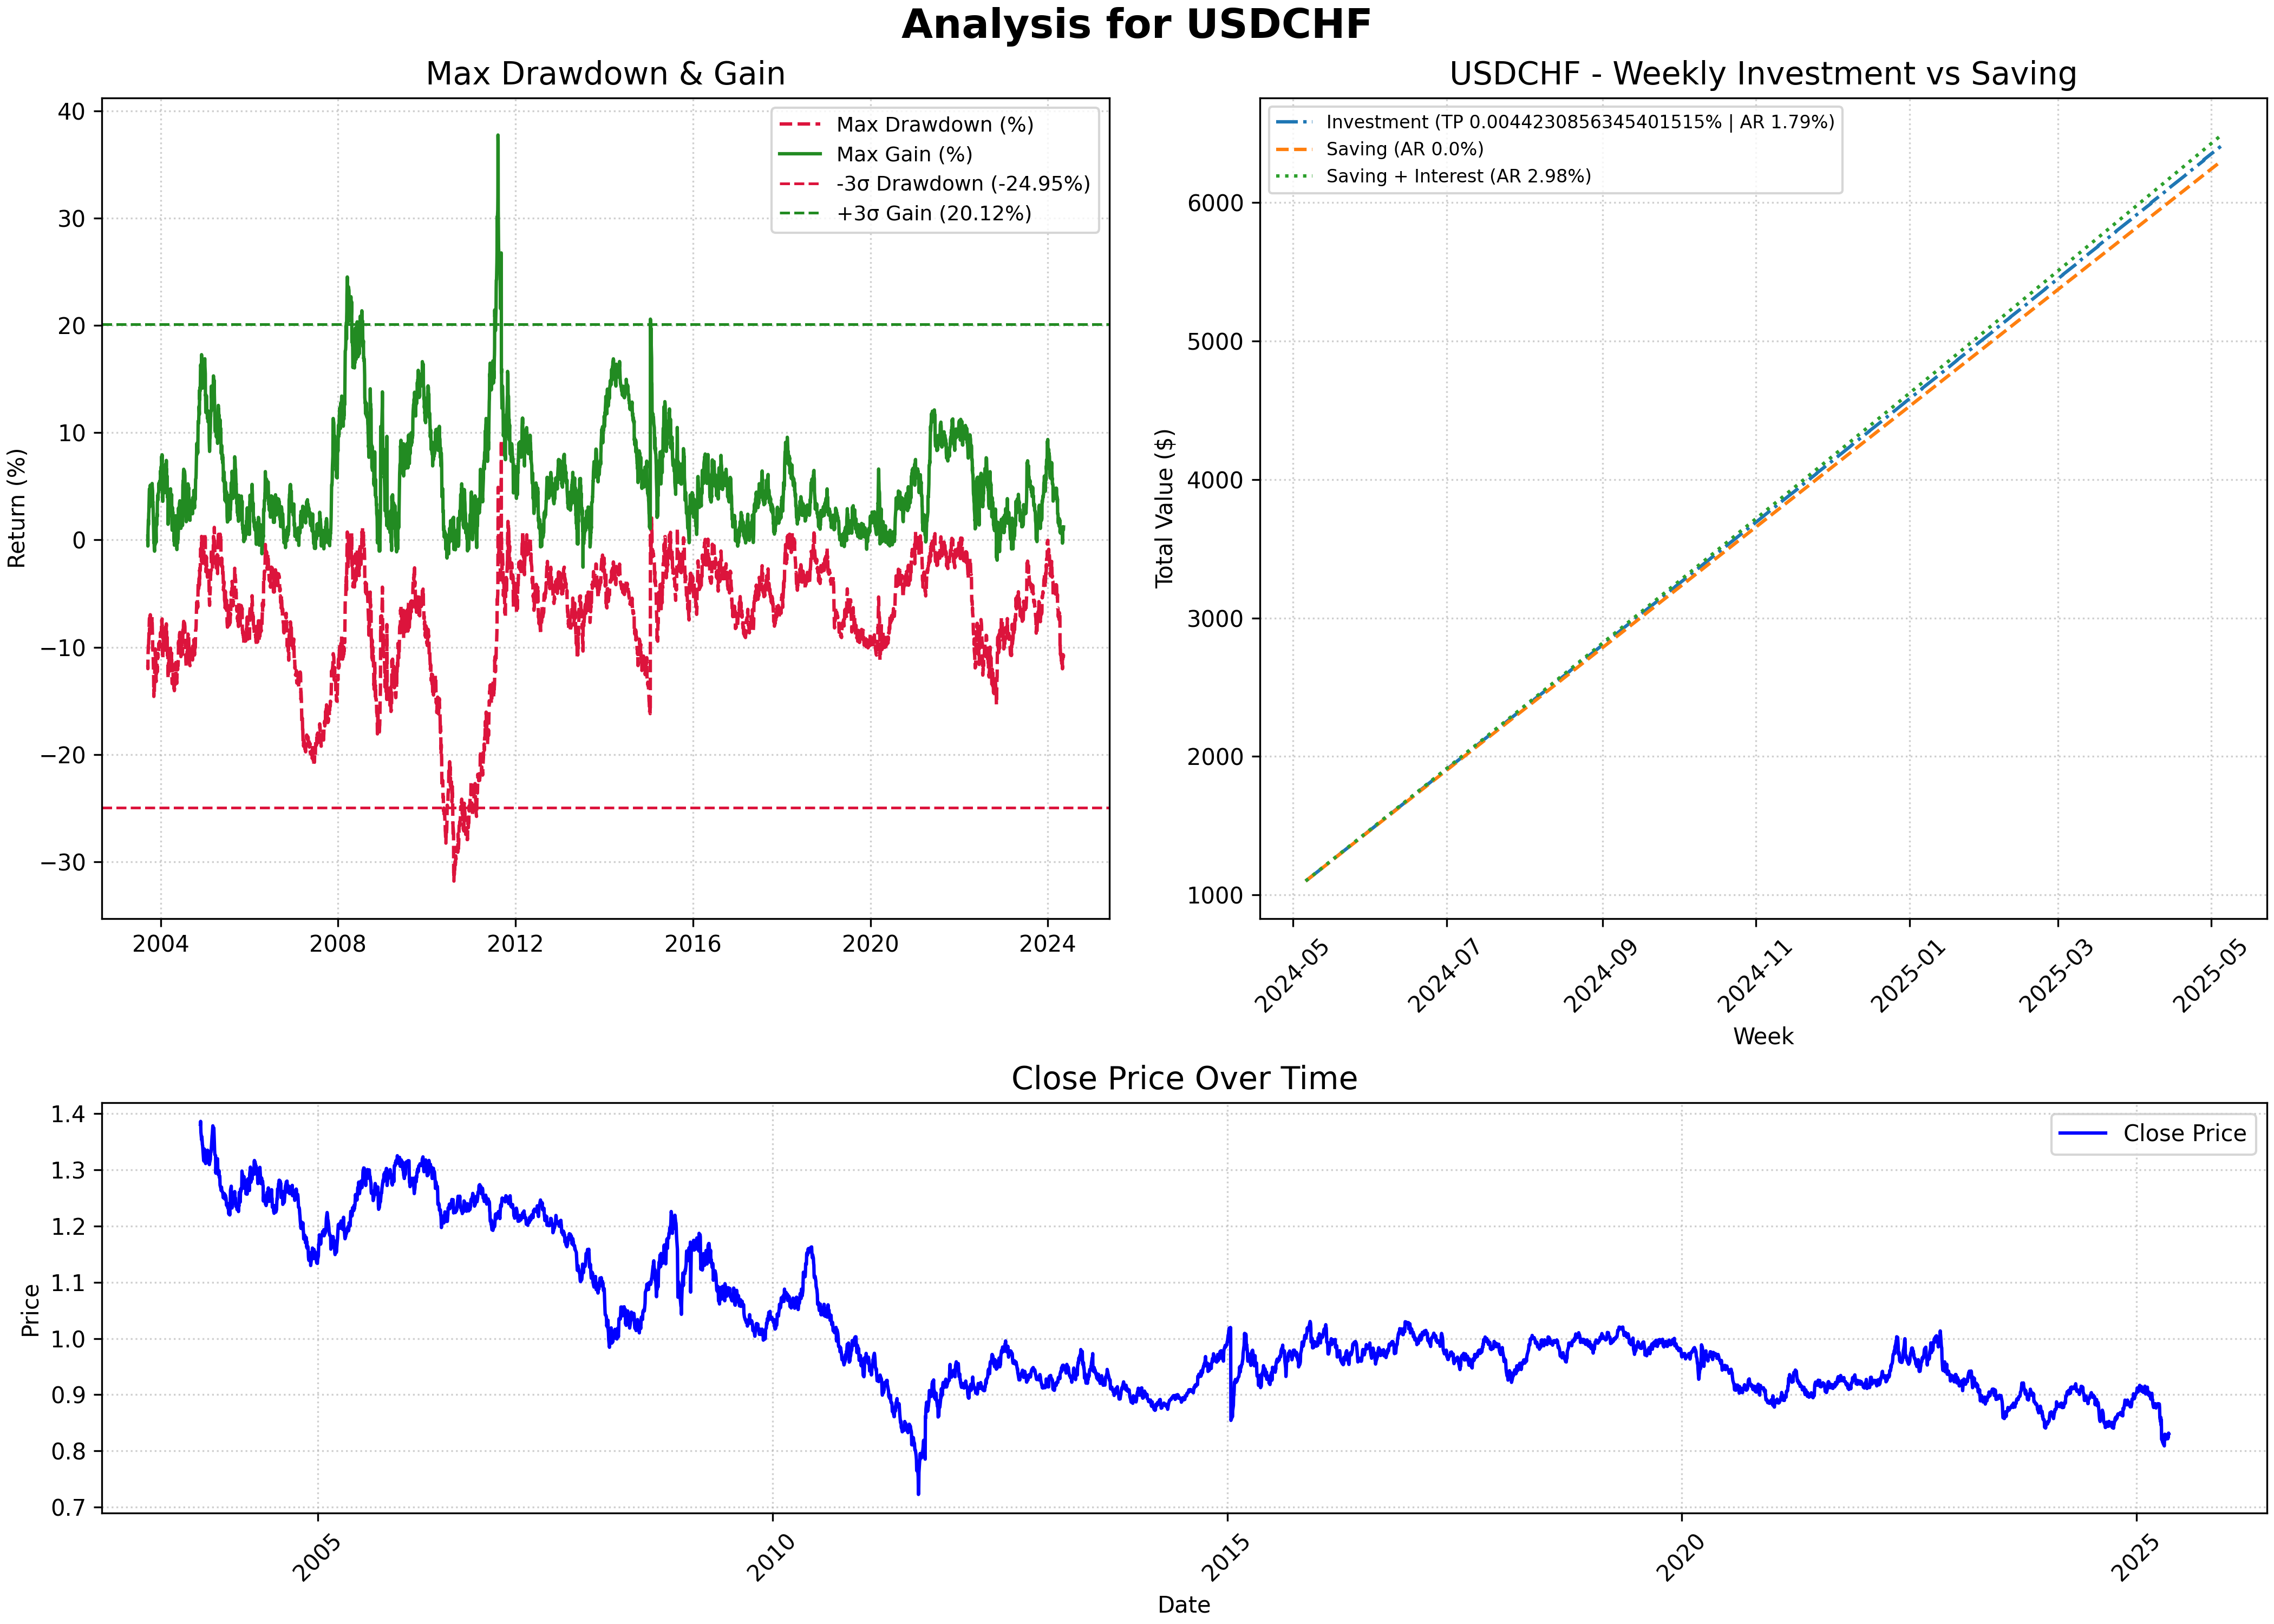 Analysis for USDCHF
Max Drawdown & Gain
Return (%)
40
30
20
10
0
−10
−20
−30
2004
2008
2012
2016
2020
2024
Max Drawdown (%)
Max Gain (%)
-3σ Drawdown (-24.95%)
+3σ Gain (20.12%)
USDCHF - Weekly Investment vs Saving
Total Value ($)
6000
5000
4000
3000
2000
1000
2024-05
2024-07
2024-09
2024-11
2025-01
2025-03
2025-05
Week
Investment (TP 0.0044230856345401515% | AR 1.79%)
Saving (AR 0.0%)
Saving + Interest (AR 2.98%)
Close Price Over Time
Price
1.4
1.3
1.2
1.1
1.0
0.9
0.8
0.7
2005
2010
2015
2020
2025
Date
Close Price